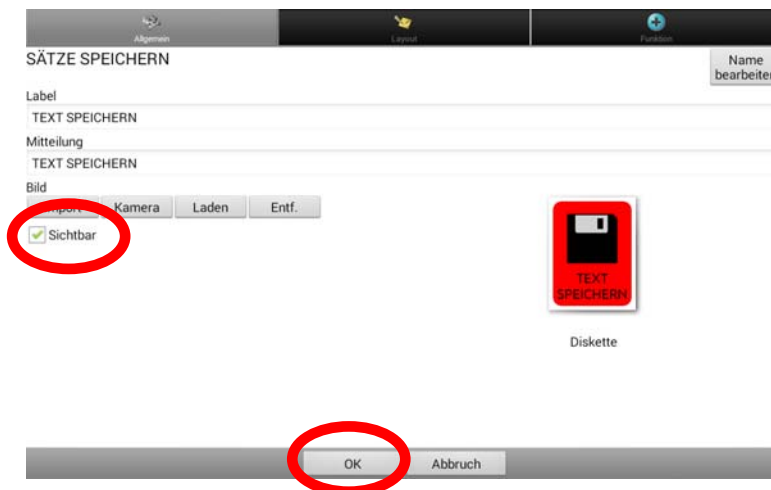 Allgemein
Layout
Funktion
SÄTZE SPEICHERN
Name
bearbeiten
Label
TEXT SPEICHERN
Mitteilung
TEXT SPEICHERN
Bild
Import Kamera Laden Entf.
Sichtbar
TEXT
SPEICHERN
Diskette
OK Abbruch